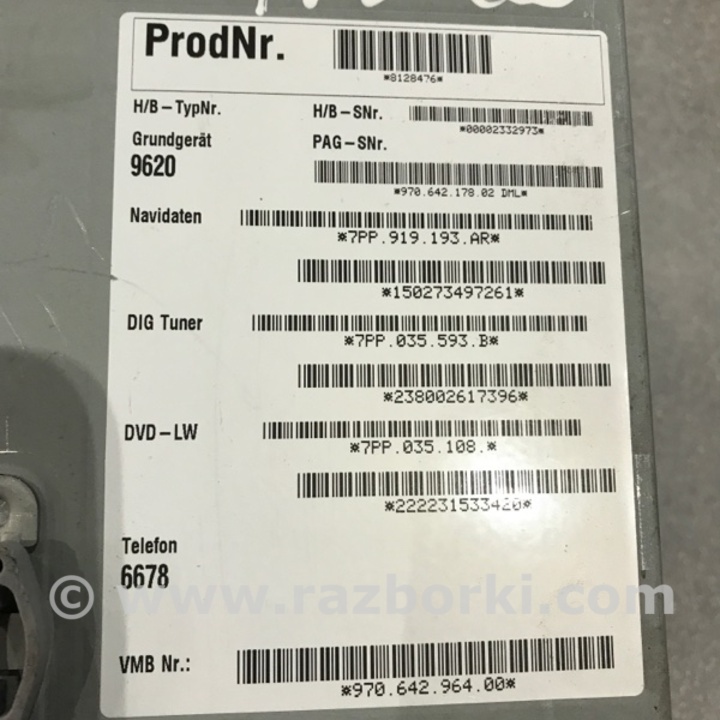 ProdNr.
*8128476*
H/B-TypNr.
H/B-SNr.
*00002332973*
Grundgerät
PAG-SNr.
9620
*970.642.178.02 DML*
Navidaten
*7PP.919.193.AR*
*150273497261*
DIG Tuner
*7PP.035.593.B*
*238002617396*
DVD-LW
*7PP.035.108.*
*222231533420*
Telefon
6678
© www.razborki.com
VMB Nr.:
*970.642.964.00*